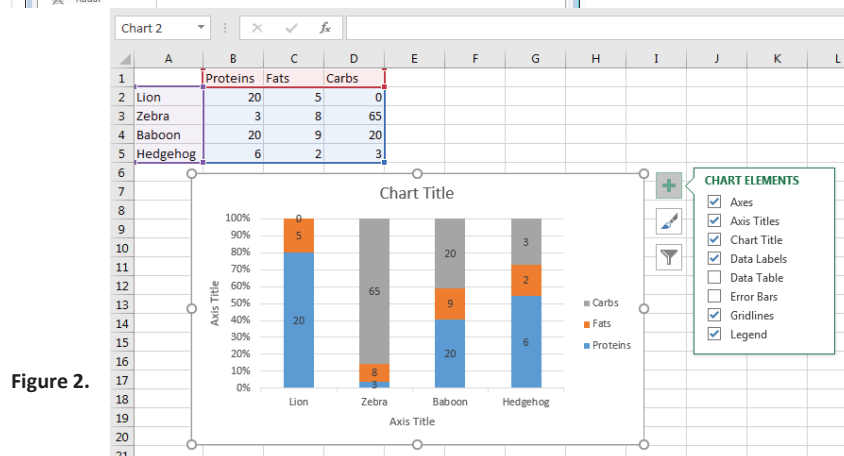 Radar
Chart 2 fx
A B C D E F G H I J K L
1 Proteins Fats Carbs
2 Lion 20 5 0
3 Zebra 3 8 65
4 Baboon 20 9 20
5 Hedgehog 6 2 3
6
7
8
9
10
11
12
13
14
15
16
17
18
19
20
21
Chart Title
100%
90%
80%
70%
60%
50%
40%
30%
20%
10%
0%
Axis Title
0
5
20
65
8
3
20
9
20
3
2
6
Lion Zebra Baboon Hedgehog
Axis Title
Carbs
Fats
Proteins
CHART ELEMENTS
Axes
Axis Titles
Chart Title
Data Labels
Data Table
Error Bars
Gridlines
Legend
Figure 2.